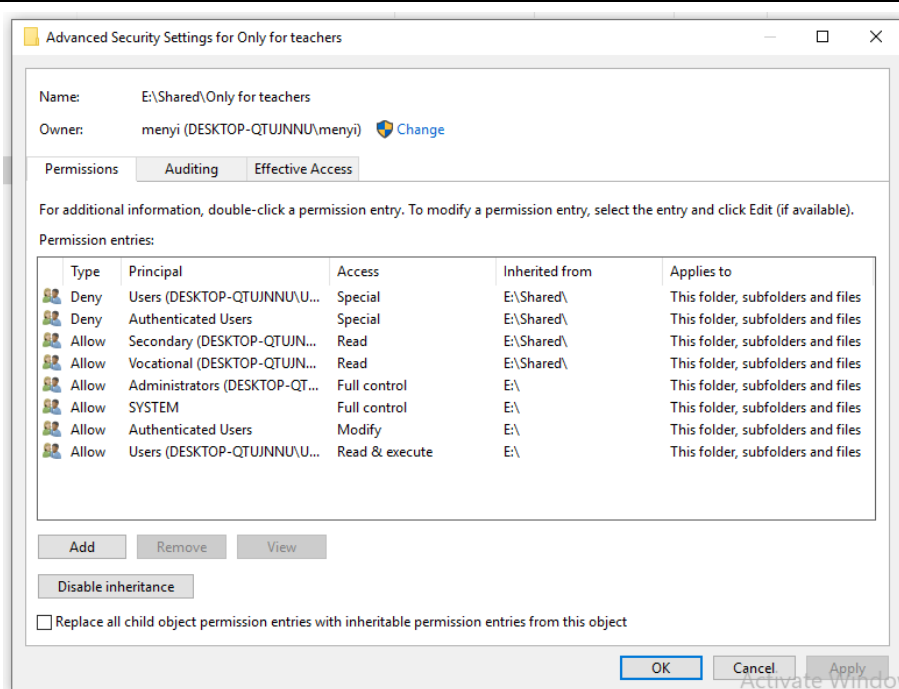 Advanced Security Settings for Only for teachers
Name: E:\Shared\Only for teachers
Owner: menyi (DESKTOP-QTUJNNU\menyi) Change
Permissions Auditing Effective Access
For additional information, double-click a permission entry. To modify a permission entry, select the entry and click Edit (if available).
Permission entries:
Type Principal Access Inherited from Applies to
Deny Users (DESKTOP-QTUJNNU\U... Special E:\Shared\ This folder, subfolders and files
Deny Authenticated Users Special E:\Shared\ This folder, subfolders and files
Allow Secondary (DESKTOP-QTUJN... Read E:\Shared\ This folder, subfolders and files
Allow Vocational (DESKTOP-QTUJN... Read E:\Shared\ This folder, subfolders and files
Allow Administrators (DESKTOP-QT... Full control E:\ This folder, subfolders and files
Allow SYSTEM Full control E:\ This folder, subfolders and files
Allow Authenticated Users Modify E:\ This folder, subfolders and files
Allow Users (DESKTOP-QTUJNNU\U... Read & execute E:\ This folder, subfolders and files
Add Remove View
Disable inheritance
Replace all child object permission entries with inheritable permission entries from this object
OK Cancel Apply
Activate Windo